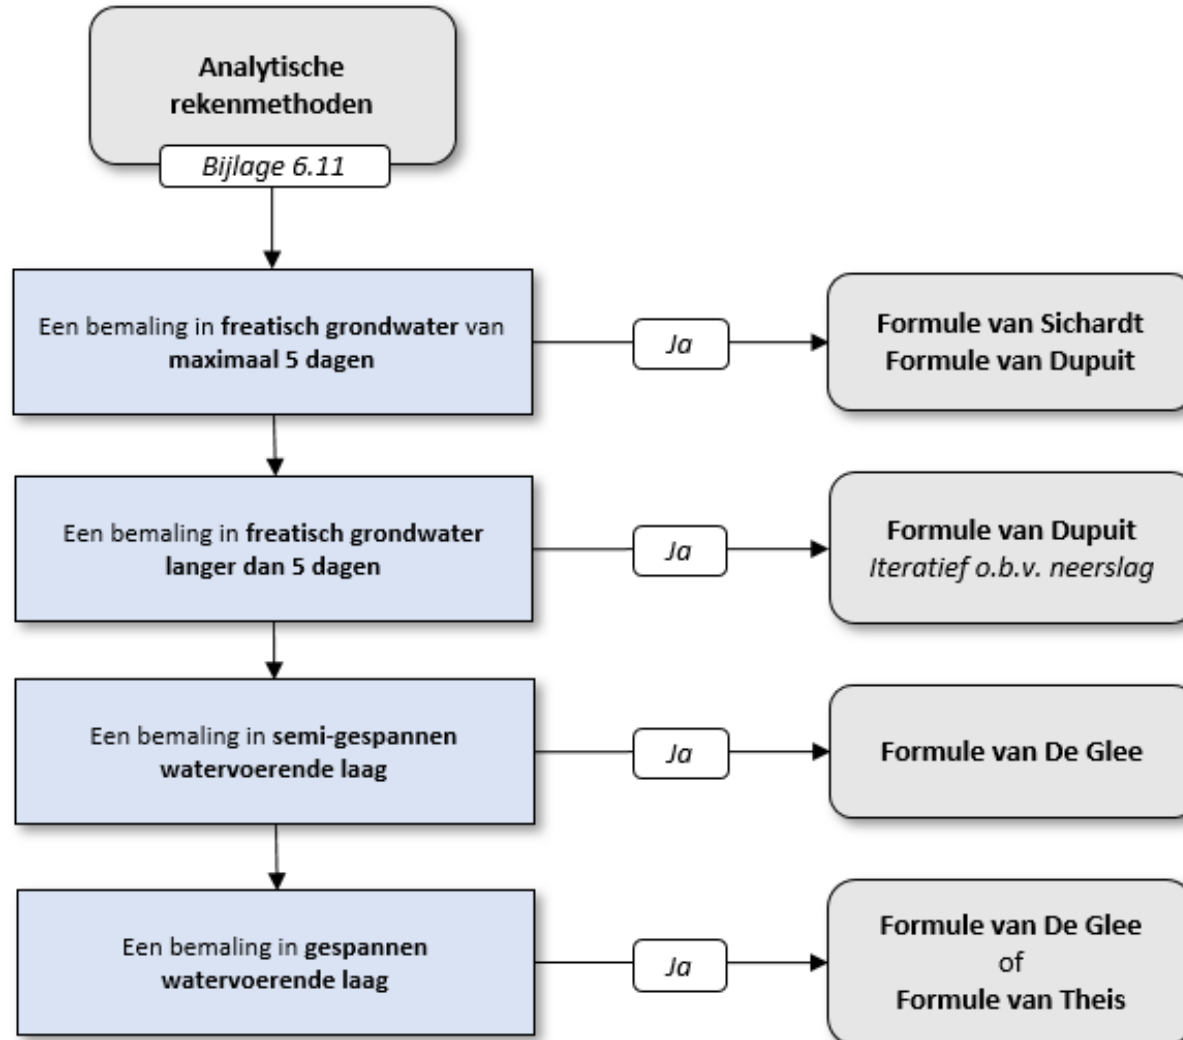 Analytische
rekenmethoden
Bijlage 6.11
Een bemaling in freatisch grondwater van
maximaal 5 dagen
Ja
Formule van Sichardt
Formule van Dupuit
Een bemaling in freatisch grondwater
langer dan 5 dagen
Ja
Formule van Dupuit
Iteratief o.b.v. neerslag
Een bemaling in semi-gespannen
watervoerende laag
Ja
Formule van De Glee
Een bemaling in gespannen
watervoerende laag
Ja
Formule van De Glee
of
Formule van Theis